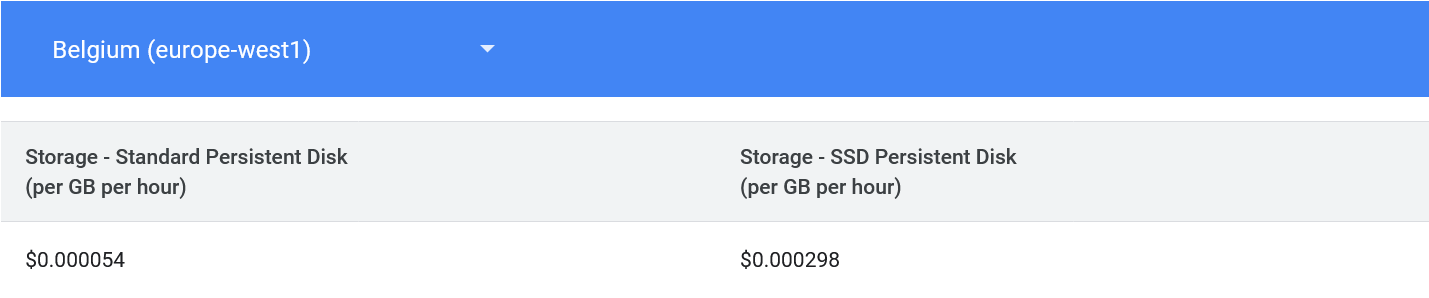 Belgium (europe-west1)
Storage - Standard Persistent Disk
(per GB per hour)
Storage - SSD Persistent Disk
(per GB per hour)
$0.000054
$0.000298